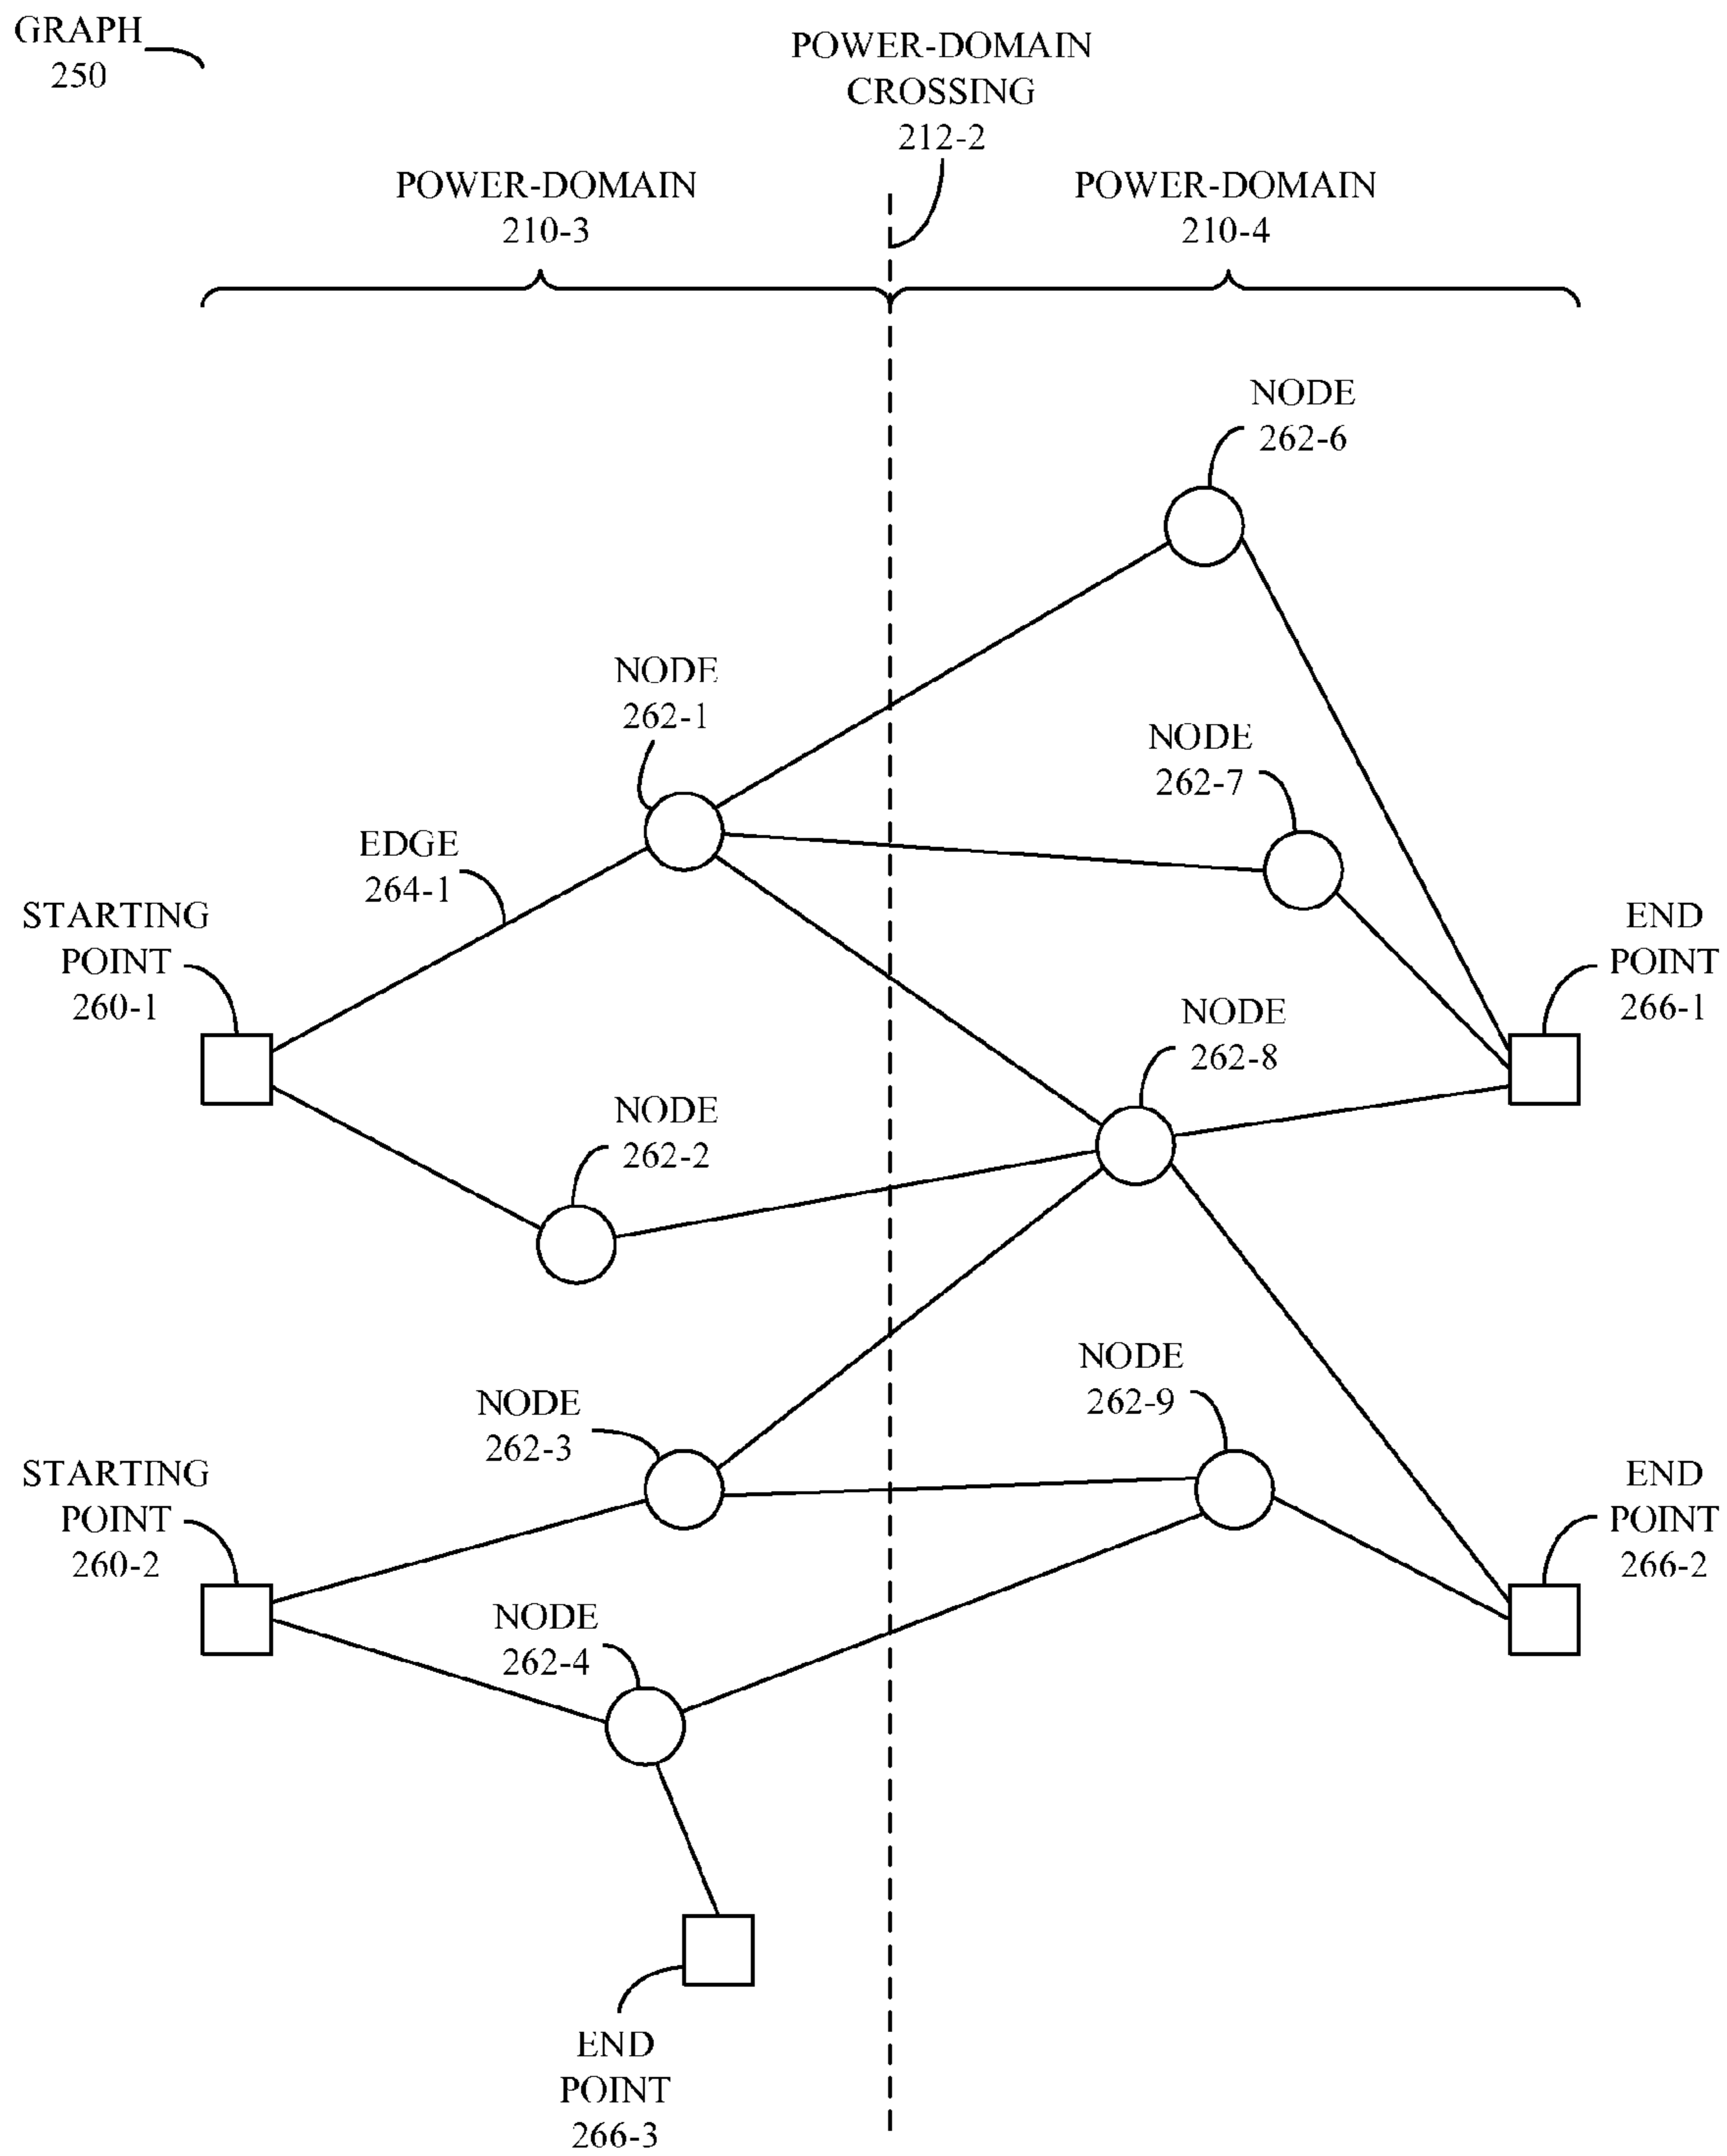 GRAPH
250
POWER-DOMAIN
CROSSING
212-2
POWER-DOMAIN
210-3
POWER-DOMAIN
210-4
NODE
262-6
NODE
262-1
NODE
262-7
EDGE
264-1
STARTING
POINT
260-1
END
POINT
266-1
NODE
262-8
NODE
262-2
NODE
262-9
NODE
262-3
STARTING
POINT
260-2
END
POINT
266-2
NODE
262-4
END
POINT
266-3